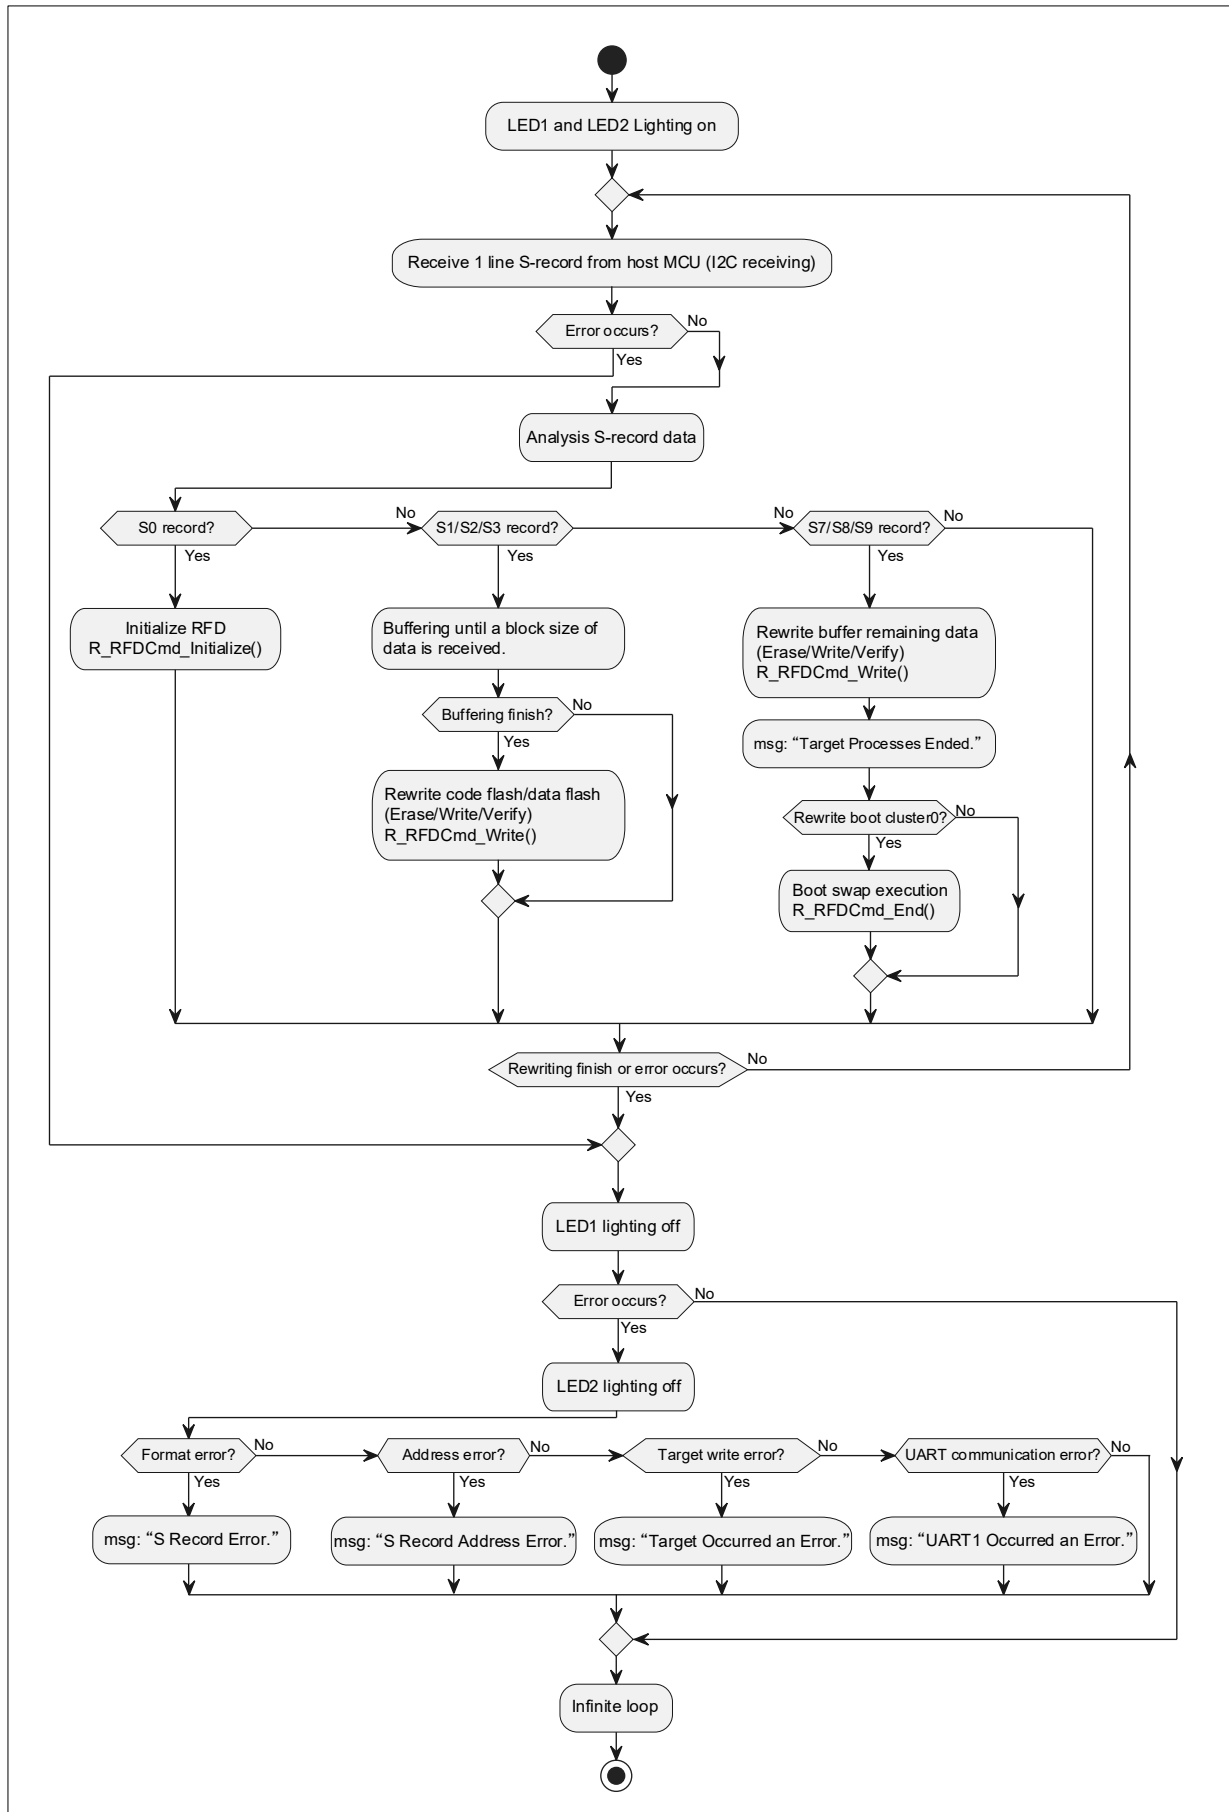 LED1 and LED2 Lighting on
Receive 1 line S-record from host MCU (I2C receiving)
Error occurs?
No
Yes
Analysis S-record data
S0 record?
No
S1/S2/S3 record?
No
S7/S8/S9 record?
No
Yes
Yes
Yes
Initialize RFD
R_RFDCmd_Initialize()
Buffering until a block size of
data is received.
Rewrite buffer remaining data
(Erase/Write/Verify)
R_RFDCmd_Write()
Buffering finish?
No
Yes
msg: “Target Processes Ended.”
Rewrite code flash/data flash
(Erase/Write/Verify)
R_RFDCmd_Write()
Rewrite boot cluster0?
No
Yes
Boot swap execution
R_RFDCmd_End()
Rewriting finish or error occurs?
No
Yes
LED1 lighting off
Error occurs?
No
Yes
LED2 lighting off
Format error?
No
Address error?
No
Target write error?
No
UART communication error?
No
Yes
Yes
Yes
Yes
msg: “S Record Error.”
msg: “S Record Address Error.”
msg: “Target Occurred an Error.”
msg: “UART1 Occurred an Error.”
Infinite loop